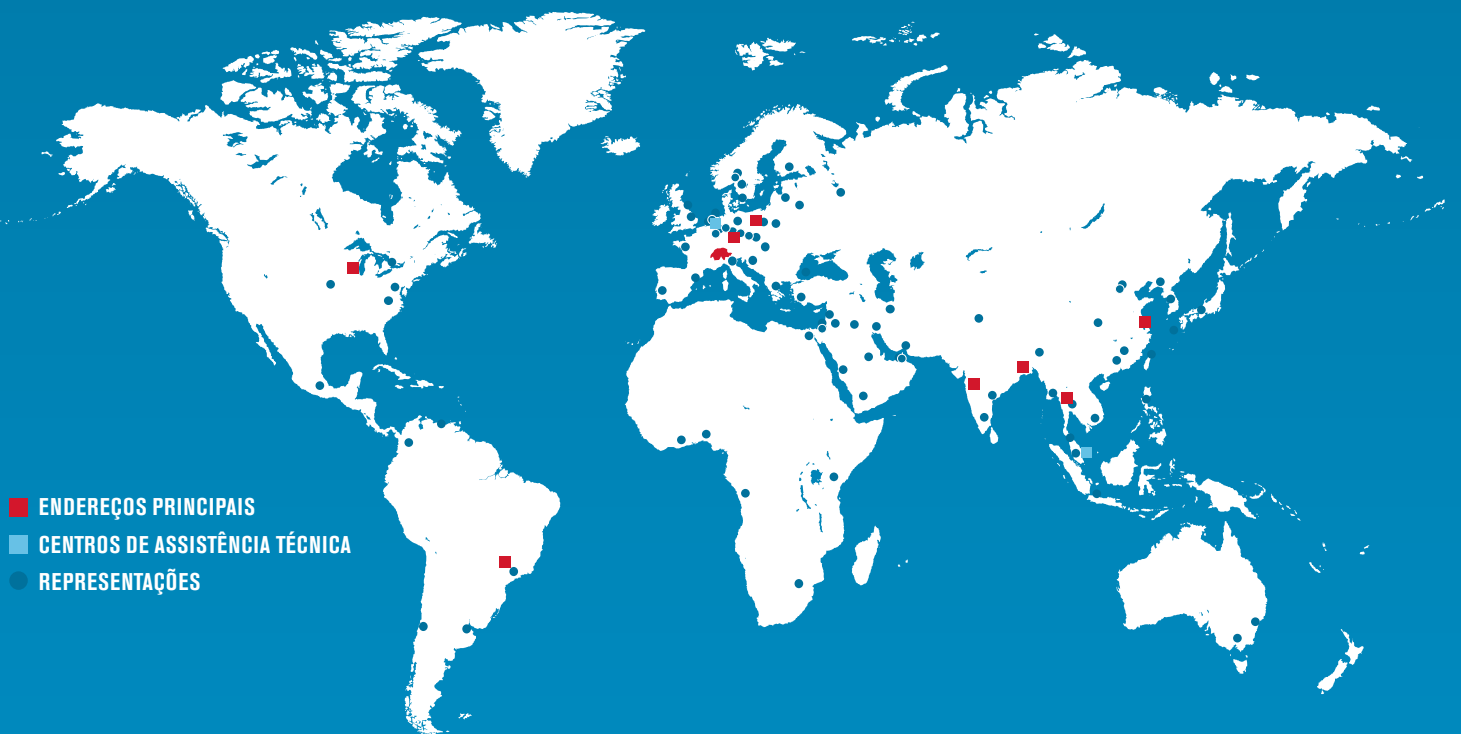 ENDEREÇOS PRINCIPAIS
CENTROS DE ASSISTÊNCIA TÉCNICA
REPRESENTAÇÕES